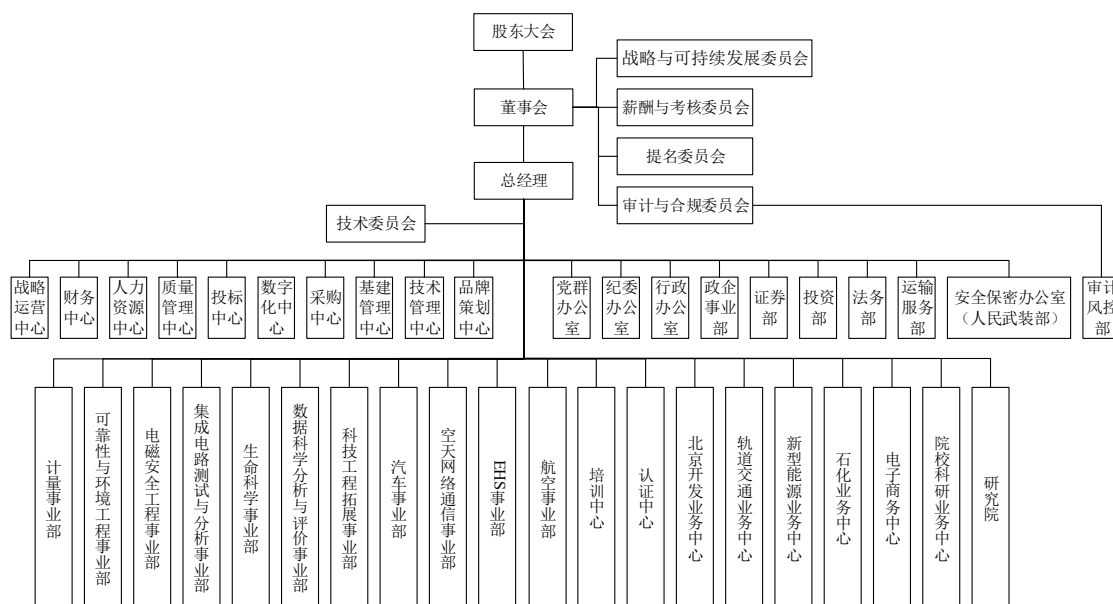 股东大会
战略与可持续发展委员会
董事会
薪酬与考核委员会
提名委员会
总经理
审计与合规委员会
技术委员会
战略
运营
中心
财务
中心
人力
资源
中心
质量
管理
中心
投标
中心
数字
化中
心
采购
中心
基建
管理
中心
技术
管理
中心
品牌
策划
中心
党群
办公
室
纪委
办公
室
行政
办公
室
政企
事业
部
证券
部
投资
部
法务
部
运输
服务
部
安全保密办公室
（人民武装部）
审计
风控
部
计量事业部
可靠性与环境工程事业部
电磁安全工程事业部
集成电路测试与分析事业部
生命科学事业部
数据科学分析与评价事业部
科技工程拓展事业部
汽车事业部
空天网络通信事业部
EHS事业部
航空事业部
培训中心
认证中心
北京开发业务中心
轨道交通业务中心
新型能源业务中心
石化业务中心
电子商务中心
院校科研业务中心
研究院